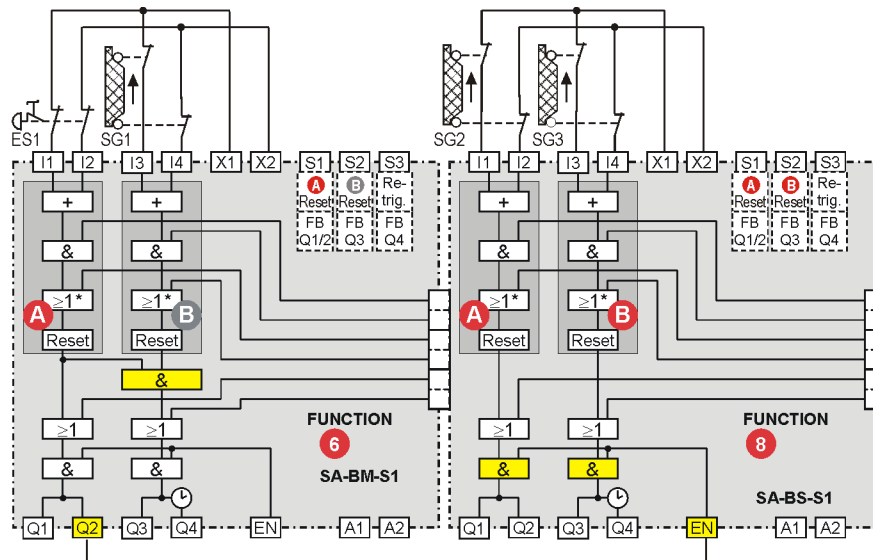 ES1 SG1 SG2 SG3
I1 I2 I3 I4 X1 X2 S1 S2 S3 I1 I2 I3 I4 X1 X2 S1 S2 S3
A Reset B Reset Re-trig. A Reset B Reset Re-trig.
FB Q1/2 FB Q3 FB Q4 FB Q1/2 FB Q3 FB Q4
+ + + +
& & & &
A ≥1* ≥1* B A ≥1* ≥1* B
Reset Reset Reset Reset
&
≥1 ≥1 ≥1 ≥1
FUNCTION
6
SA-BM-S1
FUNCTION
8
SA-BS-S1
& & & &
Q1 Q2 Q3 Q4 EN A1 A2 Q1 Q2 Q3 Q4 EN A1 A2